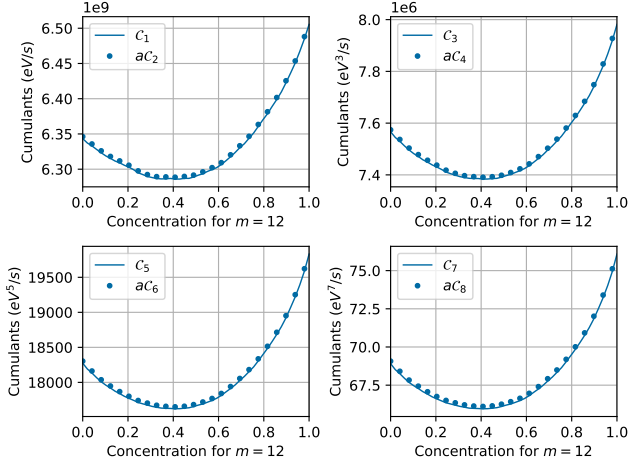 1e9
6.50
6.45
6.40
6.35
6.30
Cumulants (eV/s)
C₁
aC₂
0.0 0.2 0.4 0.6 0.8 1.0
Concentration for m = 12
1e6
8.0
7.8
7.6
7.4
Cumulants (eV³/s)
C₃
aC₄
0.0 0.2 0.4 0.6 0.8 1.0
Concentration for m = 12
19500
19000
18500
18000
Cumulants (eV⁵/s)
C₅
aC₆
0.0 0.2 0.4 0.6 0.8 1.0
Concentration for m = 12
75.0
72.5
70.0
67.5
Cumulants (eV⁷/s)
C₇
aC₈
0.0 0.2 0.4 0.6 0.8 1.0
Concentration for m = 12